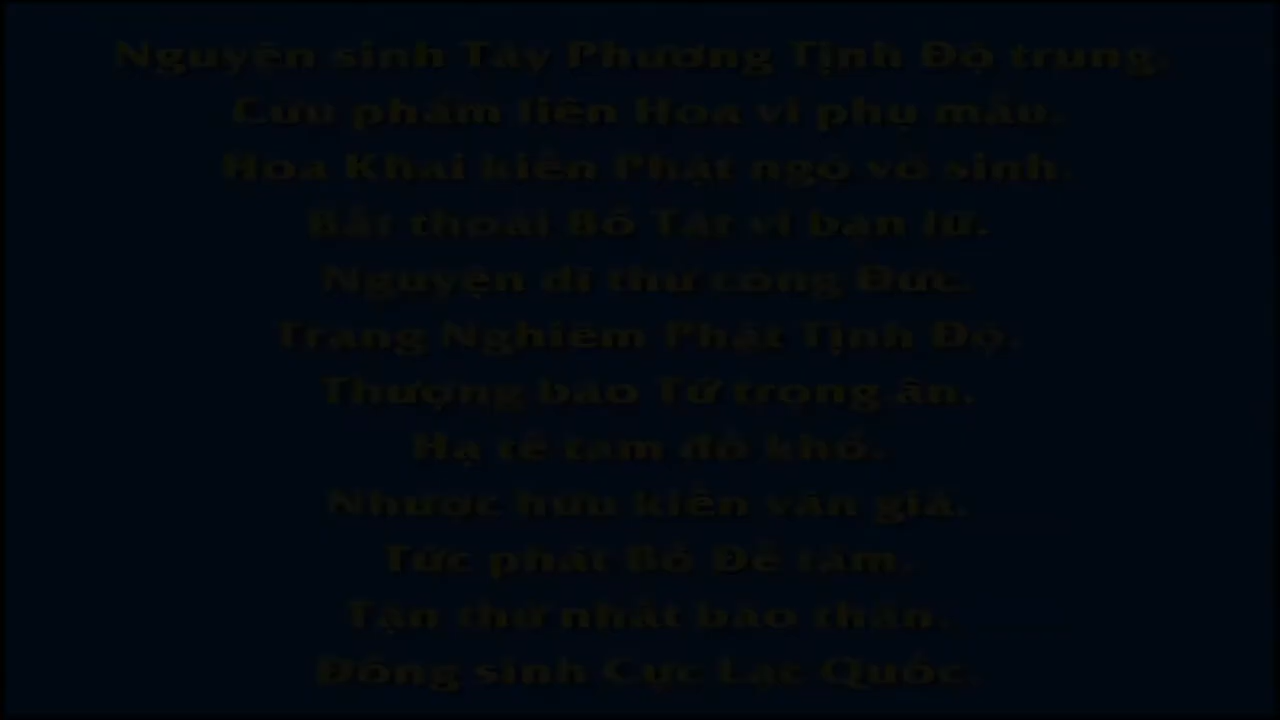 Nguyện sinh Tây Phương Tịnh Độ trung.
Cửu phẩm liên Hoa vi phụ mẫu.
Hoa Khai kiến Phật ngộ vô sinh.
Bất thoái Bồ Tát vi bạn lữ.
Nguyện dĩ thử công Đức.
Trang Nghiêm Phật Tịnh Độ.
Thượng báo Tứ trọng ân.
Hạ tế tam đồ khổ.
Nhược hữu kiến văn giả.
Tức phát Bồ Đề tâm.
Tận thử nhất báo thân.
Đồng sinh Cực Lạc Quốc.